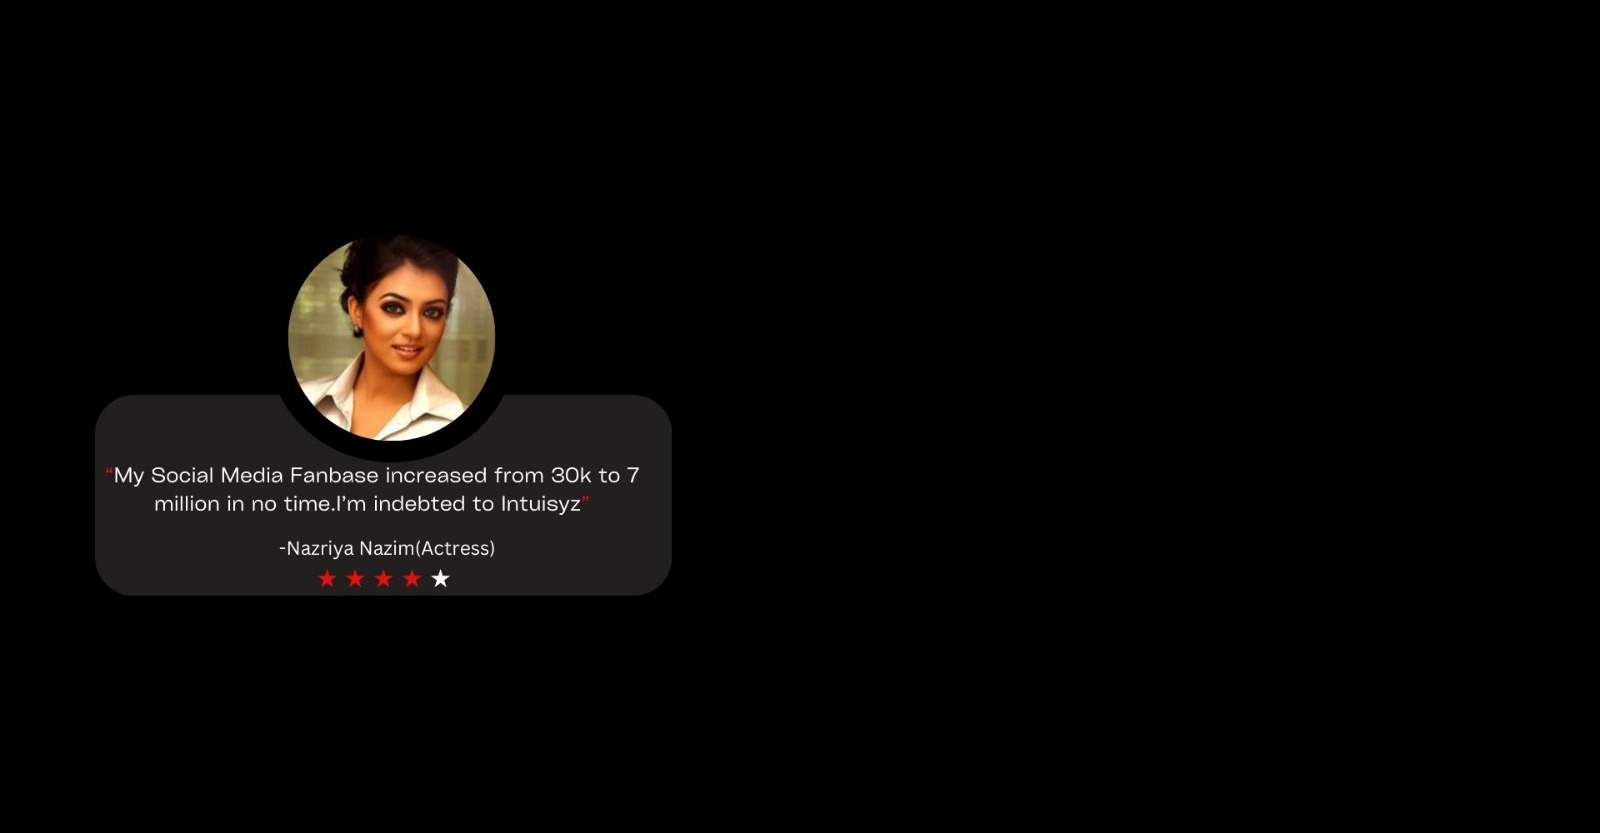 “My Social Media Fanbase increased from 30k to 7
million in no time.I’m indebted to Intuisyz”
-Nazriya Nazim(Actress)